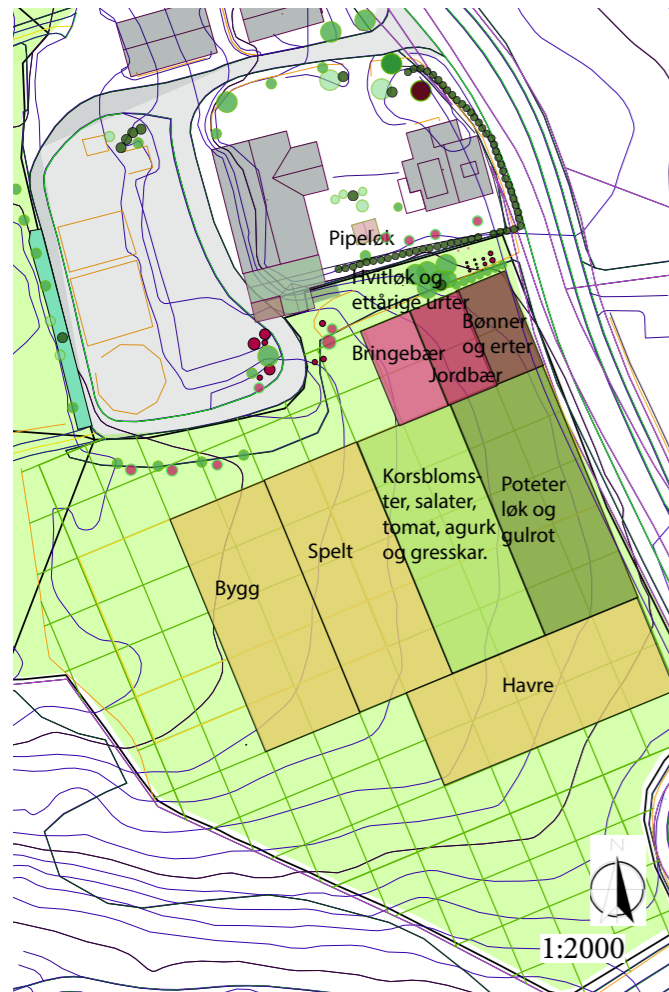 Pipeløk
Hvitløk og
ettårige urter
Bringebær
Jordbær
Bønner
og erter
Korsbloms-
ter, salater,
tomat, agurk
og gresskar.
Poteter
løk og
gulrot
Spelt
Bygg
Havre
N
1:2000